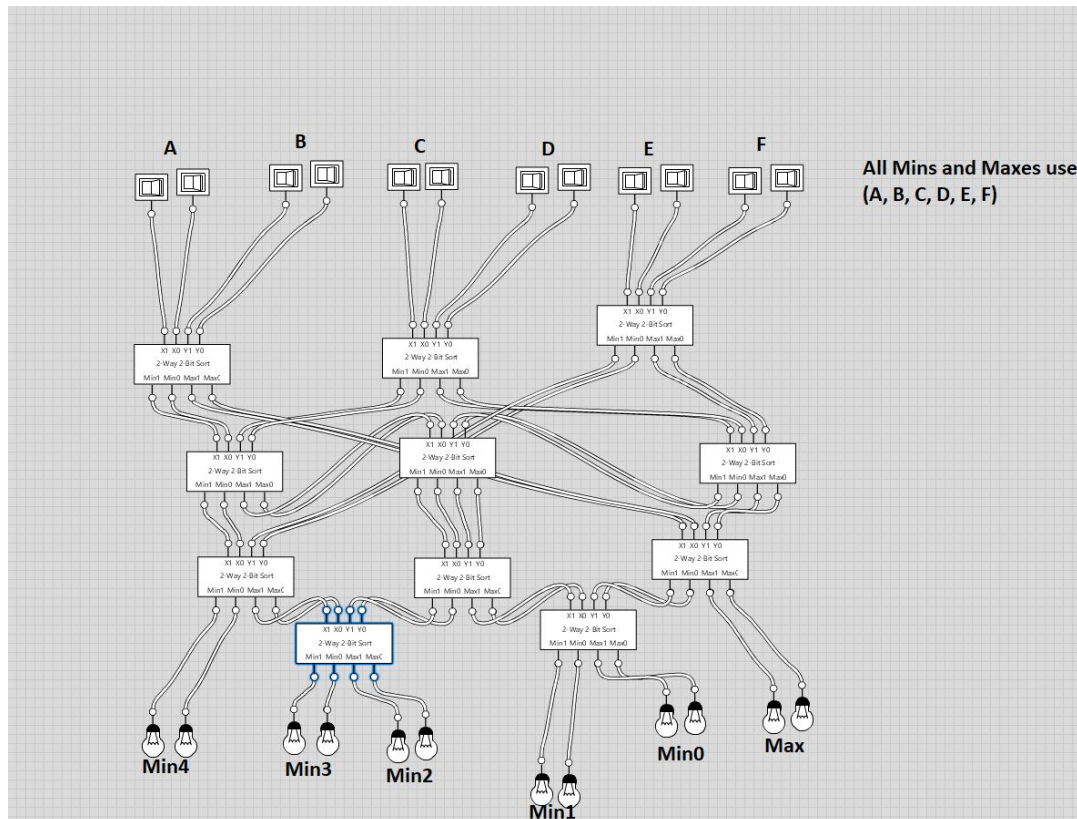 A
B
C
D
E
F
All Mins and Maxes use
(A, B, C, D, E, F)
X1 X0 Y1 Y0
2-Way 2-Bit Sort
Min1 Min0 Max1 Max0
X1 X0 Y1 Y0
2-Way 2-Bit Sort
Min1 Min0 Max1 Max0
X1 X0 Y1 Y0
2-Way 2-Bit Sort
Min1 Min0 Max1 Max0
X1 X0 Y1 Y0
2-Way 2-Bit Sort
Min1 Min0 Max1 Max0
X1 X0 Y1 Y0
2-Way 2-Bit Sort
Min1 Min0 Max1 Max0
X1 X0 Y1 Y0
2-Way 2-Bit Sort
Min1 Min0 Max1 Max0
X1 X0 Y1 Y0
2-Way 2-Bit Sort
Min1 Min0 Max1 Max0
X1 X0 Y1 Y0
2-Way 2-Bit Sort
Min1 Min0 Max1 Max0
X1 X0 Y1 Y0
2-Way 2-Bit Sort
Min1 Min0 Max1 Max0
X1 X0 Y1 Y0
2-Way 2-Bit Sort
Min1 Min0 Max1 Max0
X1 X0 Y1 Y0
2-Way 2-Bit Sort
Min1 Min0 Max1 Max0
Min4
Min3
Min2
Min1
Min0
Max